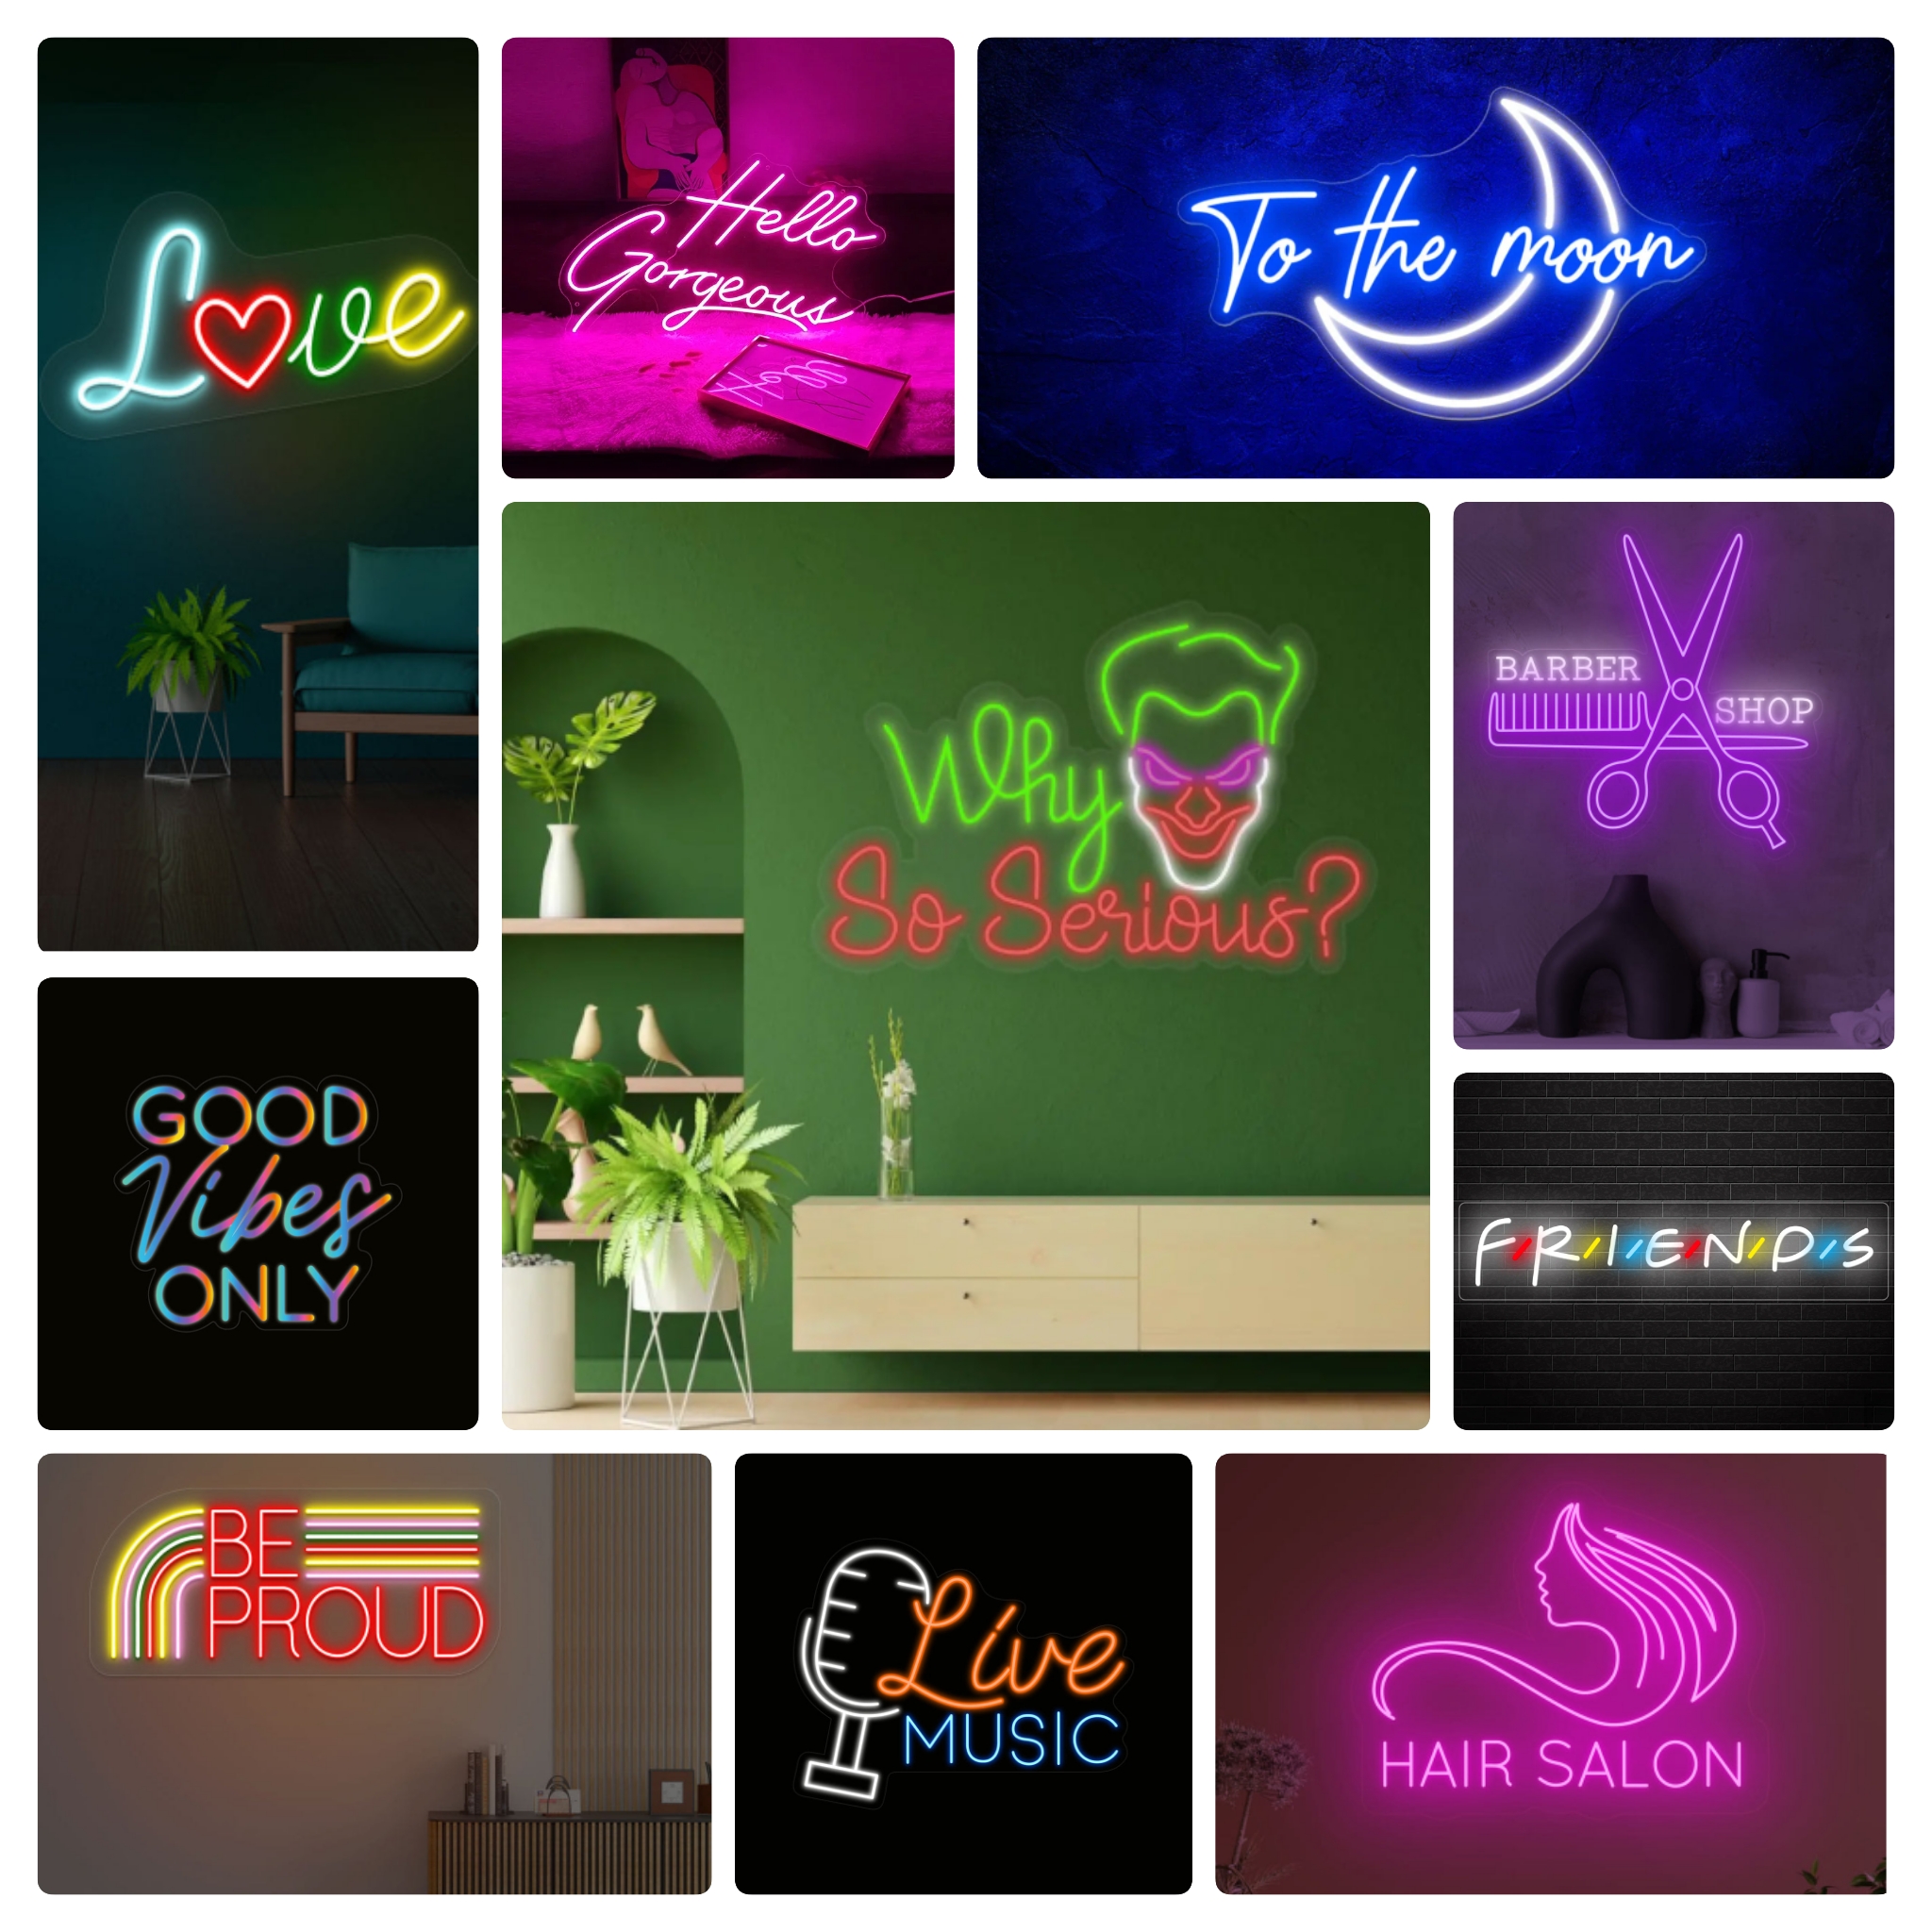 Love
Hello
Gorgeous
To the moon
Why
So Serious?
BARBER
SHOP
GOOD
Vibes
ONLY
FRIENDS
BE
PROUD
Live
MUSIC
HAIR SALON